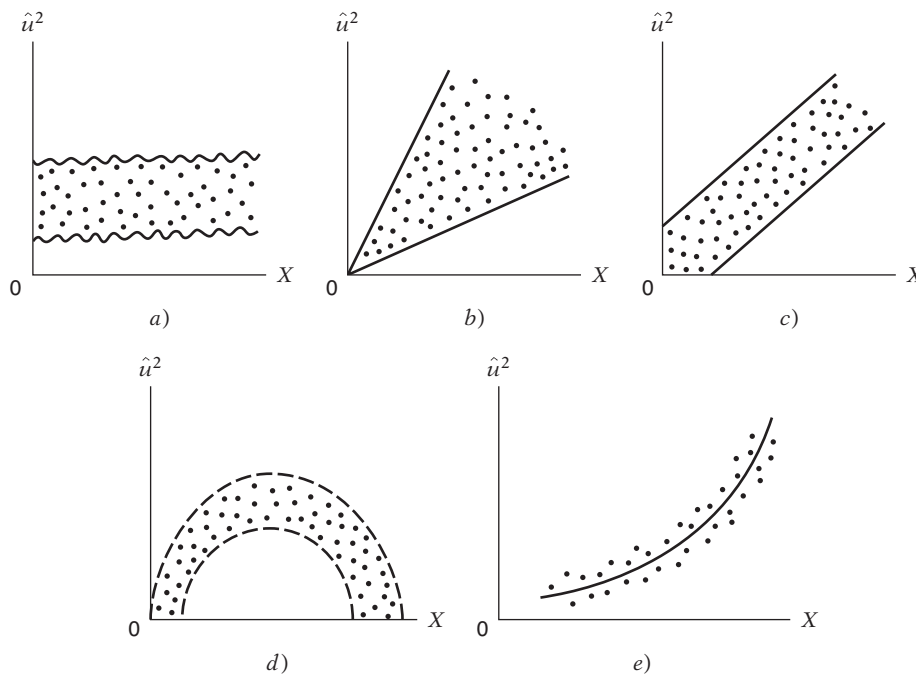 û² û² û²
0 X 0 X 0 X
a) b) c)
û² û²
0 X 0 X
d) e)